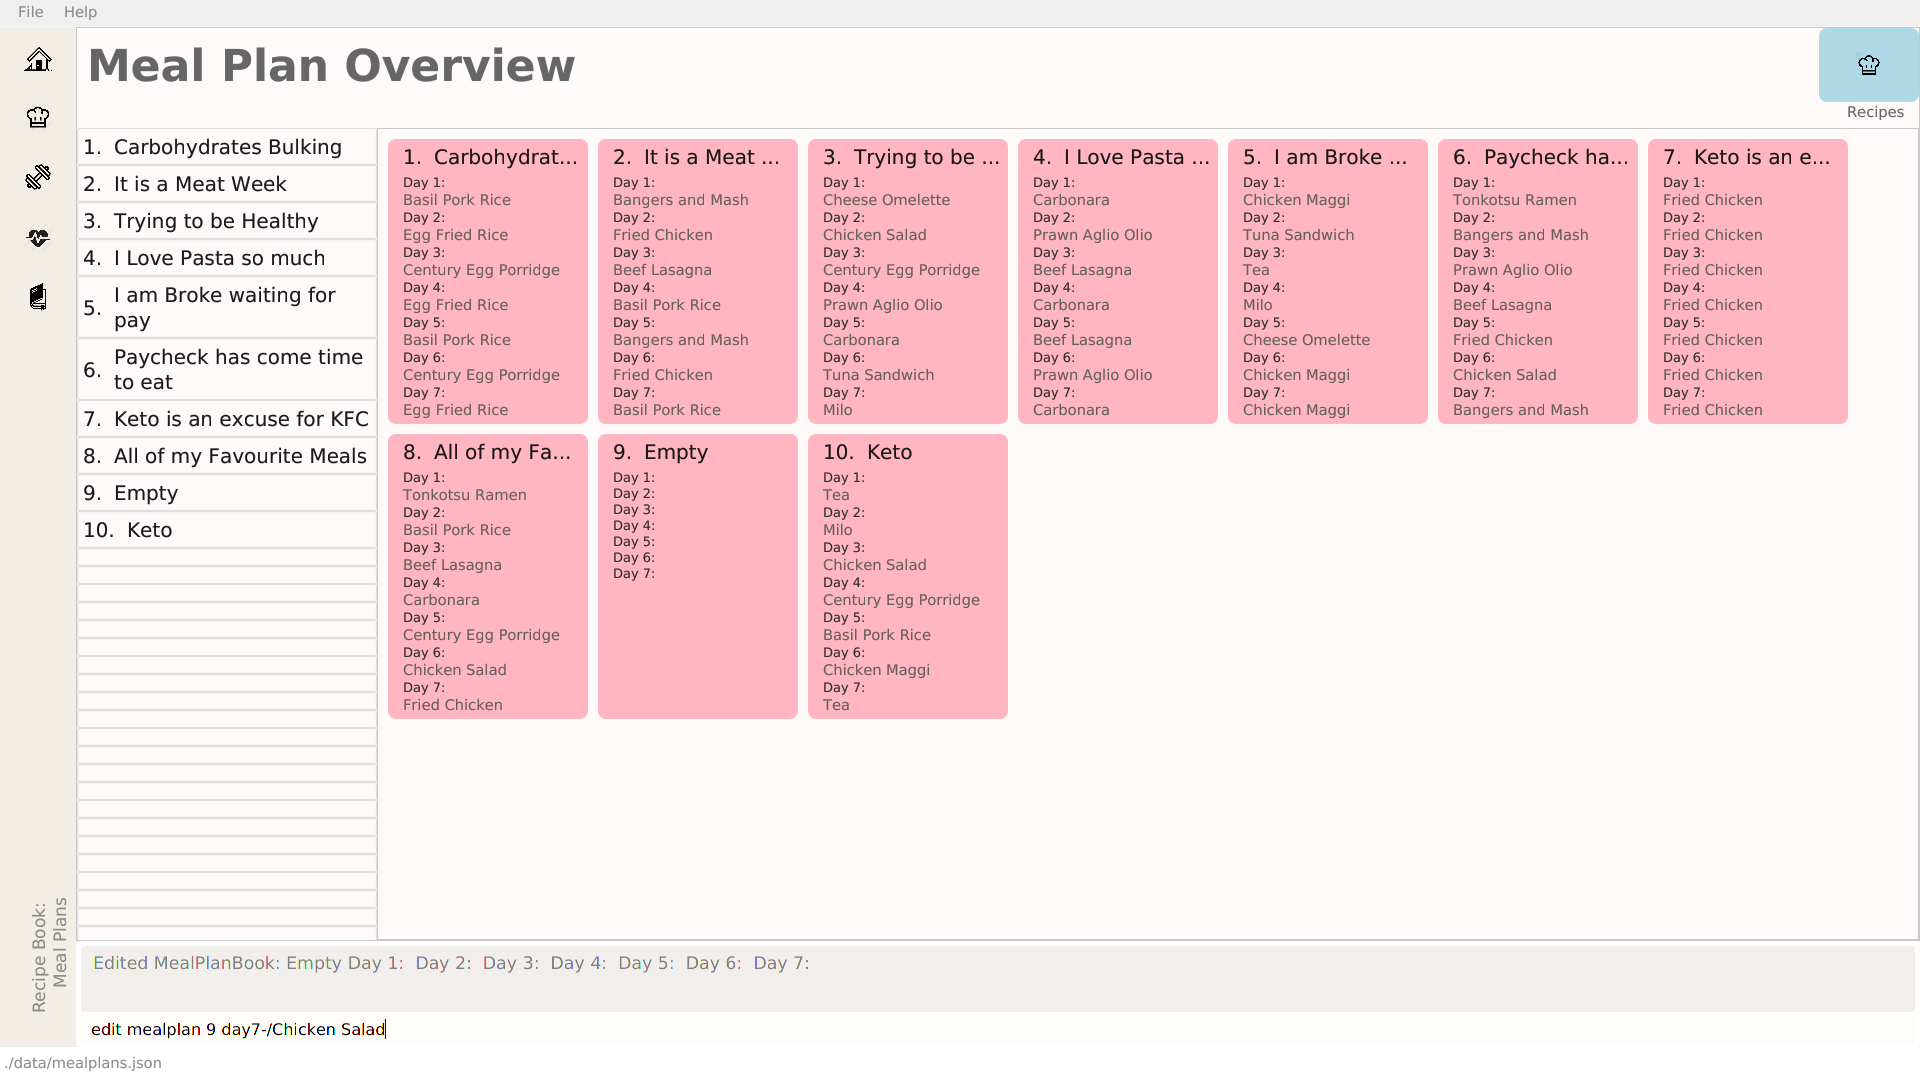 File Help
Meal Plan Overview
Recipes
1. Carbohydrates Bulking
2. It is a Meat Week
3. Trying to be Healthy
4. I Love Pasta so much
5. I am Broke waiting for
pay
6. Paycheck has come time
to eat
7. Keto is an excuse for KFC
8. All of my Favourite Meals
9. Empty
10. Keto
1. Carbohydrat...
Day 1:
Basil Pork Rice
Day 2:
Egg Fried Rice
Day 3:
Century Egg Porridge
Day 4:
Egg Fried Rice
Day 5:
Basil Pork Rice
Day 6:
Century Egg Porridge
Day 7:
Egg Fried Rice
2. It is a Meat ...
Day 1:
Bangers and Mash
Day 2:
Fried Chicken
Day 3:
Beef Lasagna
Day 4:
Basil Pork Rice
Day 5:
Bangers and Mash
Day 6:
Fried Chicken
Day 7:
Basil Pork Rice
3. Trying to be ...
Day 1:
Cheese Omelette
Day 2:
Chicken Salad
Day 3:
Century Egg Porridge
Day 4:
Prawn Aglio Olio
Day 5:
Carbonara
Day 6:
Tuna Sandwich
Day 7:
Milo
4. I Love Pasta ...
Day 1:
Carbonara
Day 2:
Prawn Aglio Olio
Day 3:
Beef Lasagna
Day 4:
Carbonara
Day 5:
Beef Lasagna
Day 6:
Prawn Aglio Olio
Day 7:
Carbonara
5. I am Broke ...
Day 1:
Chicken Maggi
Day 2:
Tuna Sandwich
Day 3:
Tea
Day 4:
Milo
Day 5:
Cheese Omelette
Day 6:
Chicken Maggi
Day 7:
Chicken Maggi
6. Paycheck ha...
Day 1:
Tonkotsu Ramen
Day 2:
Bangers and Mash
Day 3:
Prawn Aglio Olio
Day 4:
Beef Lasagna
Day 5:
Fried Chicken
Day 6:
Chicken Salad
Day 7:
Bangers and Mash
7. Keto is an e...
Day 1:
Fried Chicken
Day 2:
Fried Chicken
Day 3:
Fried Chicken
Day 4:
Fried Chicken
Day 5:
Fried Chicken
Day 6:
Fried Chicken
Day 7:
Fried Chicken
8. All of my Fa...
Day 1:
Tonkotsu Ramen
Day 2:
Basil Pork Rice
Day 3:
Beef Lasagna
Day 4:
Carbonara
Day 5:
Century Egg Porridge
Day 6:
Chicken Salad
Day 7:
Fried Chicken
9. Empty
Day 1:
Day 2:
Day 3:
Day 4:
Day 5:
Day 6:
Day 7:
10. Keto
Day 1:
Tea
Day 2:
Milo
Day 3:
Chicken Salad
Day 4:
Century Egg Porridge
Day 5:
Basil Pork Rice
Day 6:
Chicken Maggi
Day 7:
Tea
Recipe Book:
Meal Plans
Edited MealPlanBook: Empty Day 1: Day 2: Day 3: Day 4: Day 5: Day 6: Day 7:
edit mealplan 9 day7-/Chicken Salad
./data/mealplans.json